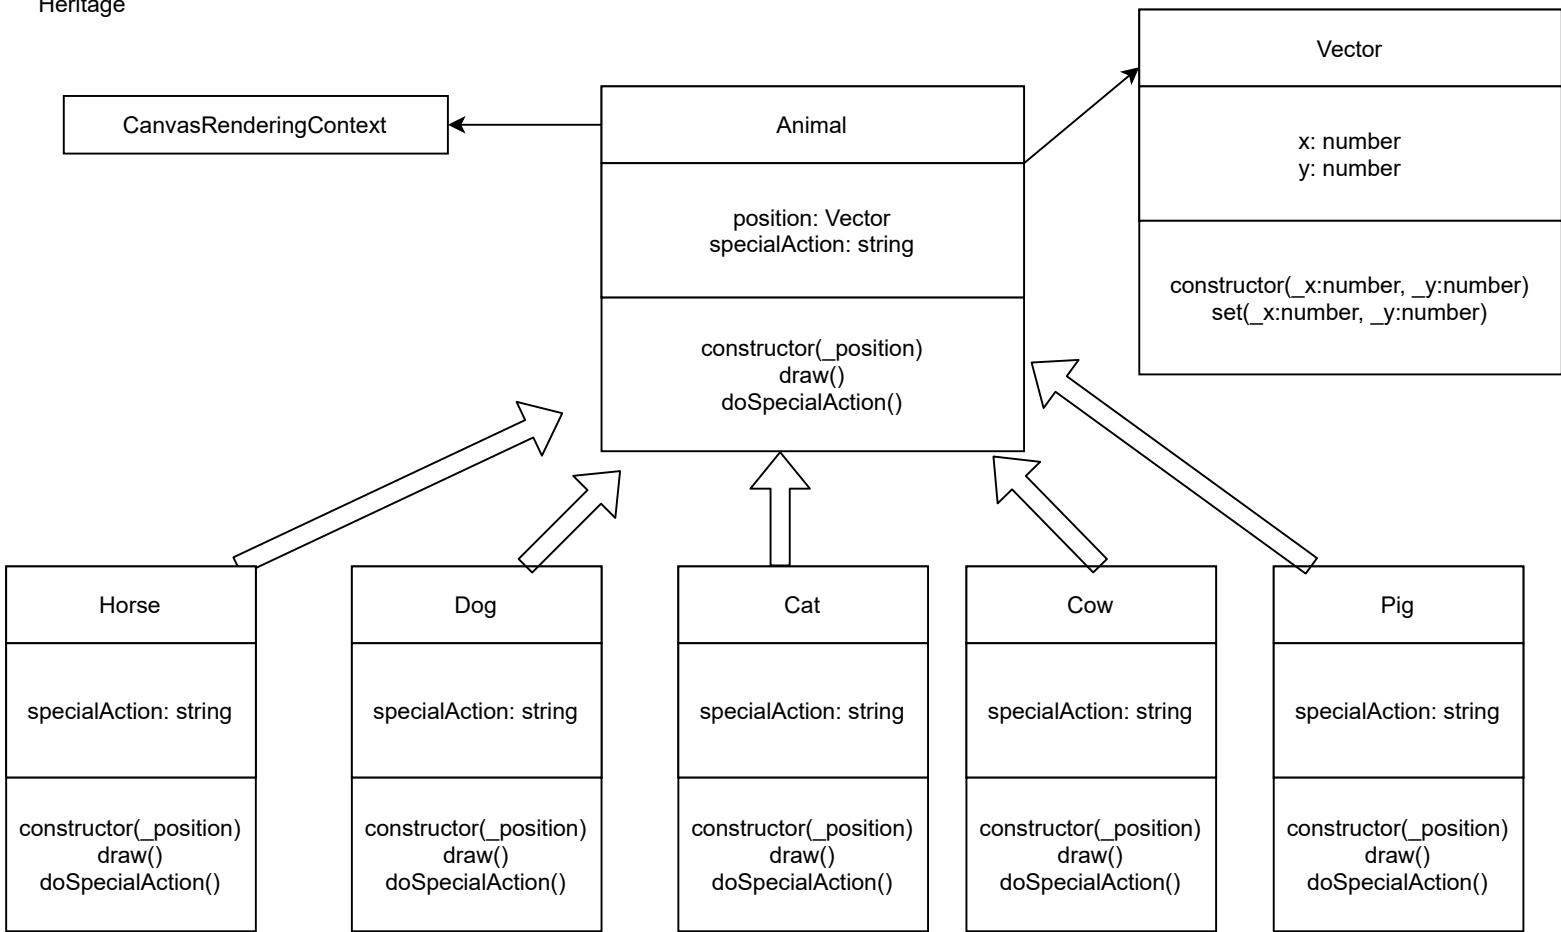 Heritage
CanvasRenderingContext
Animal
position: Vector
specialAction: string
constructor(_position)
draw()
doSpecialAction()
Vector
x: number
y: number
constructor(_x:number, _y:number)
set(_x:number, _y:number)
Horse
specialAction: string
constructor(_position)
draw()
doSpecialAction()
Dog
specialAction: string
constructor(_position)
draw()
doSpecialAction()
Cat
specialAction: string
constructor(_position)
draw()
doSpecialAction()
Cow
specialAction: string
constructor(_position)
draw()
doSpecialAction()
Pig
specialAction: string
constructor(_position)
draw()
doSpecialAction()